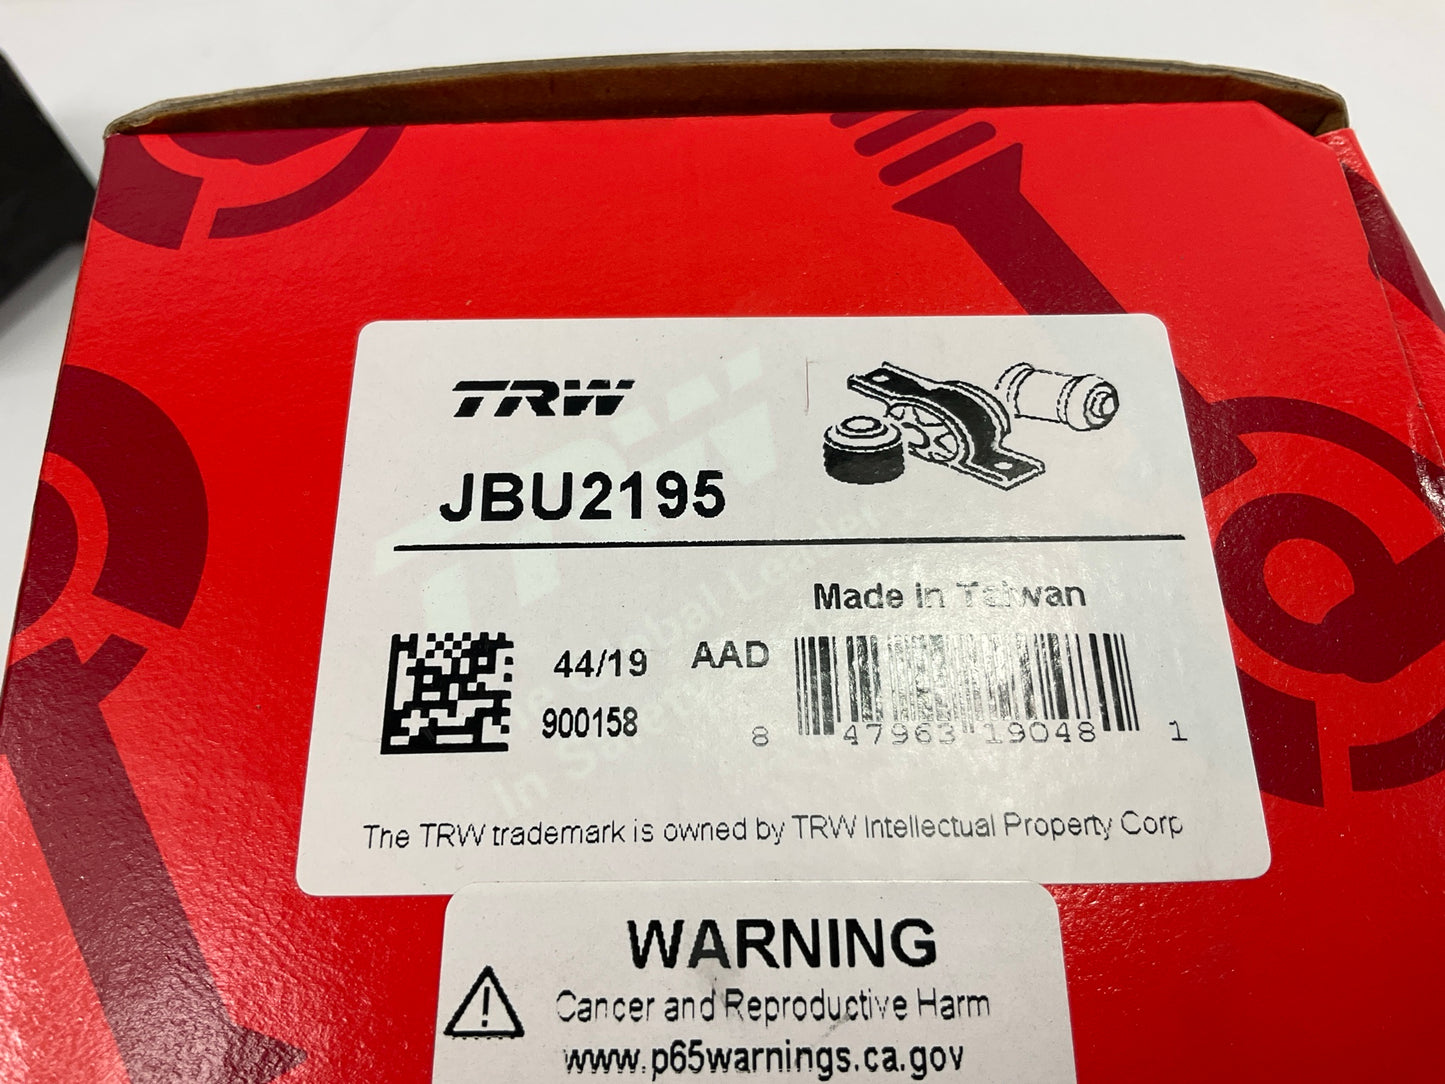 TRW
JBU2195
Made in Taiwan
44/19 AAD
900158
8 47963 19048 1
The TRW trademark is owned by TRW Intellectual Property Corp
WARNING
Cancer and Reproductive Harm
www.p65warnings.ca.gov